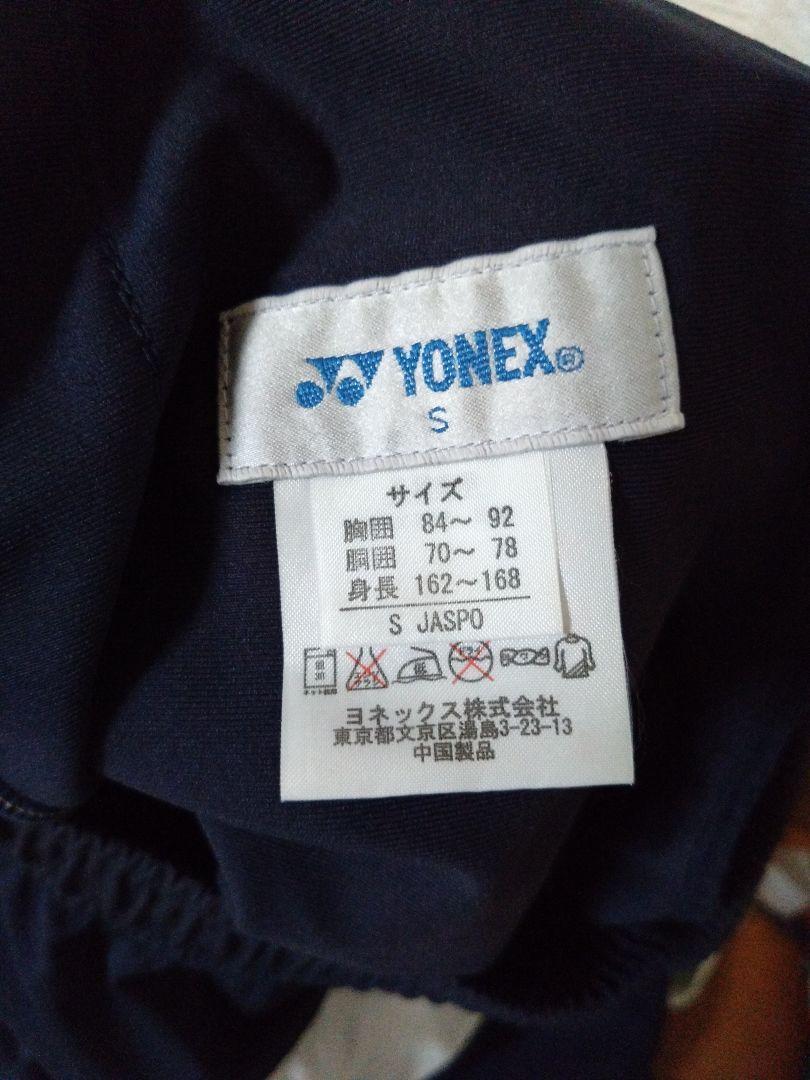 YONEX®
S
サイズ
胸囲 84～ 92
胴囲 70～ 78
身長 162～168
S JASPO
低
ヨネックス株式会社
東京都文京区湯島3-23-13
中国製品